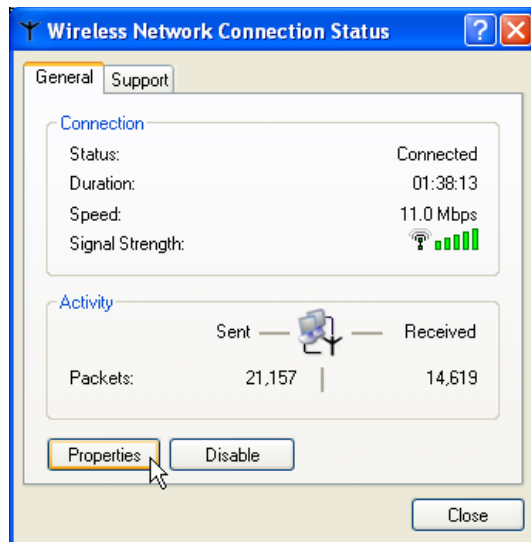 Wireless Network Connection Status
General Support
Connection
Status: Connected
Duration: 01:38:13
Speed: 11.0 Mbps
Signal Strength:
Activity
Sent Received
Packets: 21,157 14,619
Properties Disable
Close